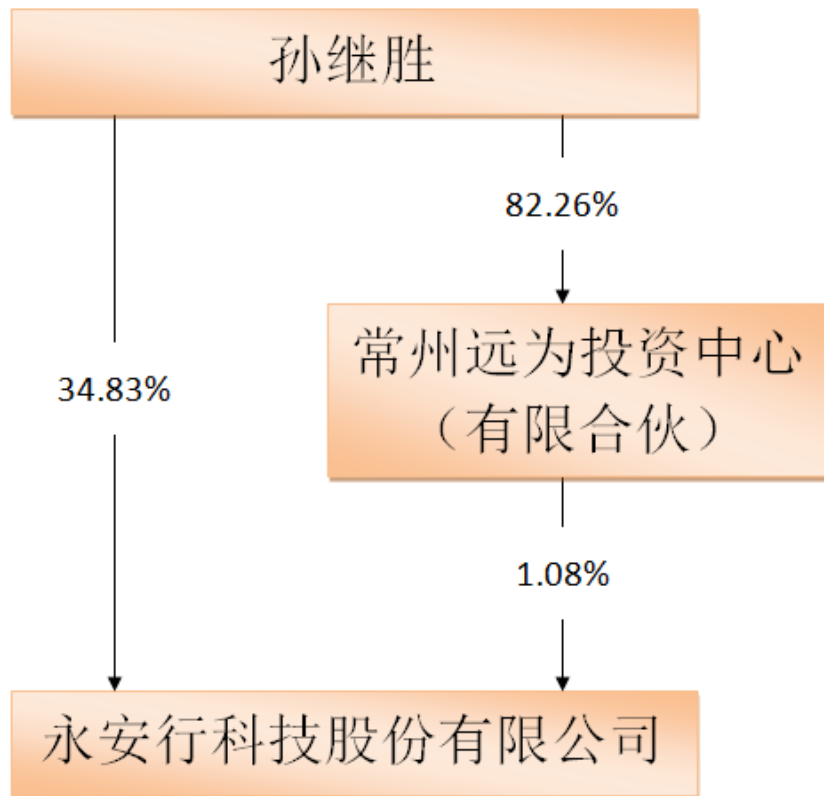 孙继胜
82.26%
常州远为投资中心
（有限合伙）
34.83%
1.08%
永安行科技股份有限公司